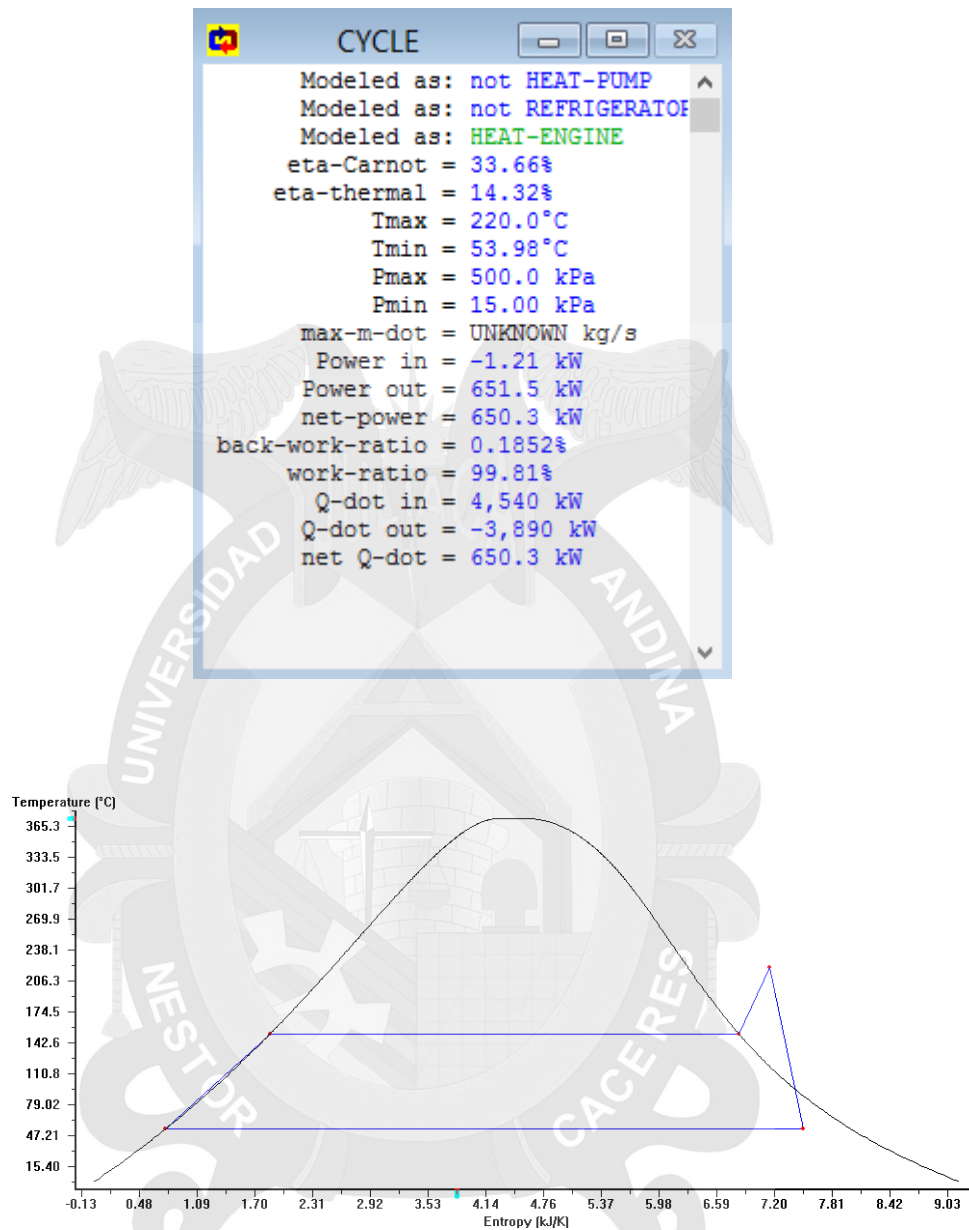 CYCLE
Modeled as: not HEAT-PUMP
Modeled as: not REFRIGERATOR
Modeled as: HEAT-ENGINE
eta-Carnot = 33.66%
eta-thermal = 14.32%
Tmax = 220.0°C
Tmin = 53.98°C
Pmax = 500.0 kPa
Pmin = 15.00 kPa
max-m-dot = UNKNOWN kg/s
Power in = -1.21 kW
Power out = 651.5 kW
net-power = 650.3 kW
back-work-ratio = 0.1852%
work-ratio = 99.81%
Q-dot in = 4,540 kW
Q-dot out = -3,890 kW
net Q-dot = 650.3 kW
UNIVERSIDAD ANDINA
NESTOR CACERES
Temperature (°C)
365.3
333.5
301.7
269.9
238.1
206.3
174.5
142.6
110.8
79.02
47.21
15.40
-0.13 0.48 1.09 1.70 2.31 2.92 3.53 4.14 4.76 5.37 5.98 6.59 7.20 7.81 8.42 9.03
Entropy (kJ/K)